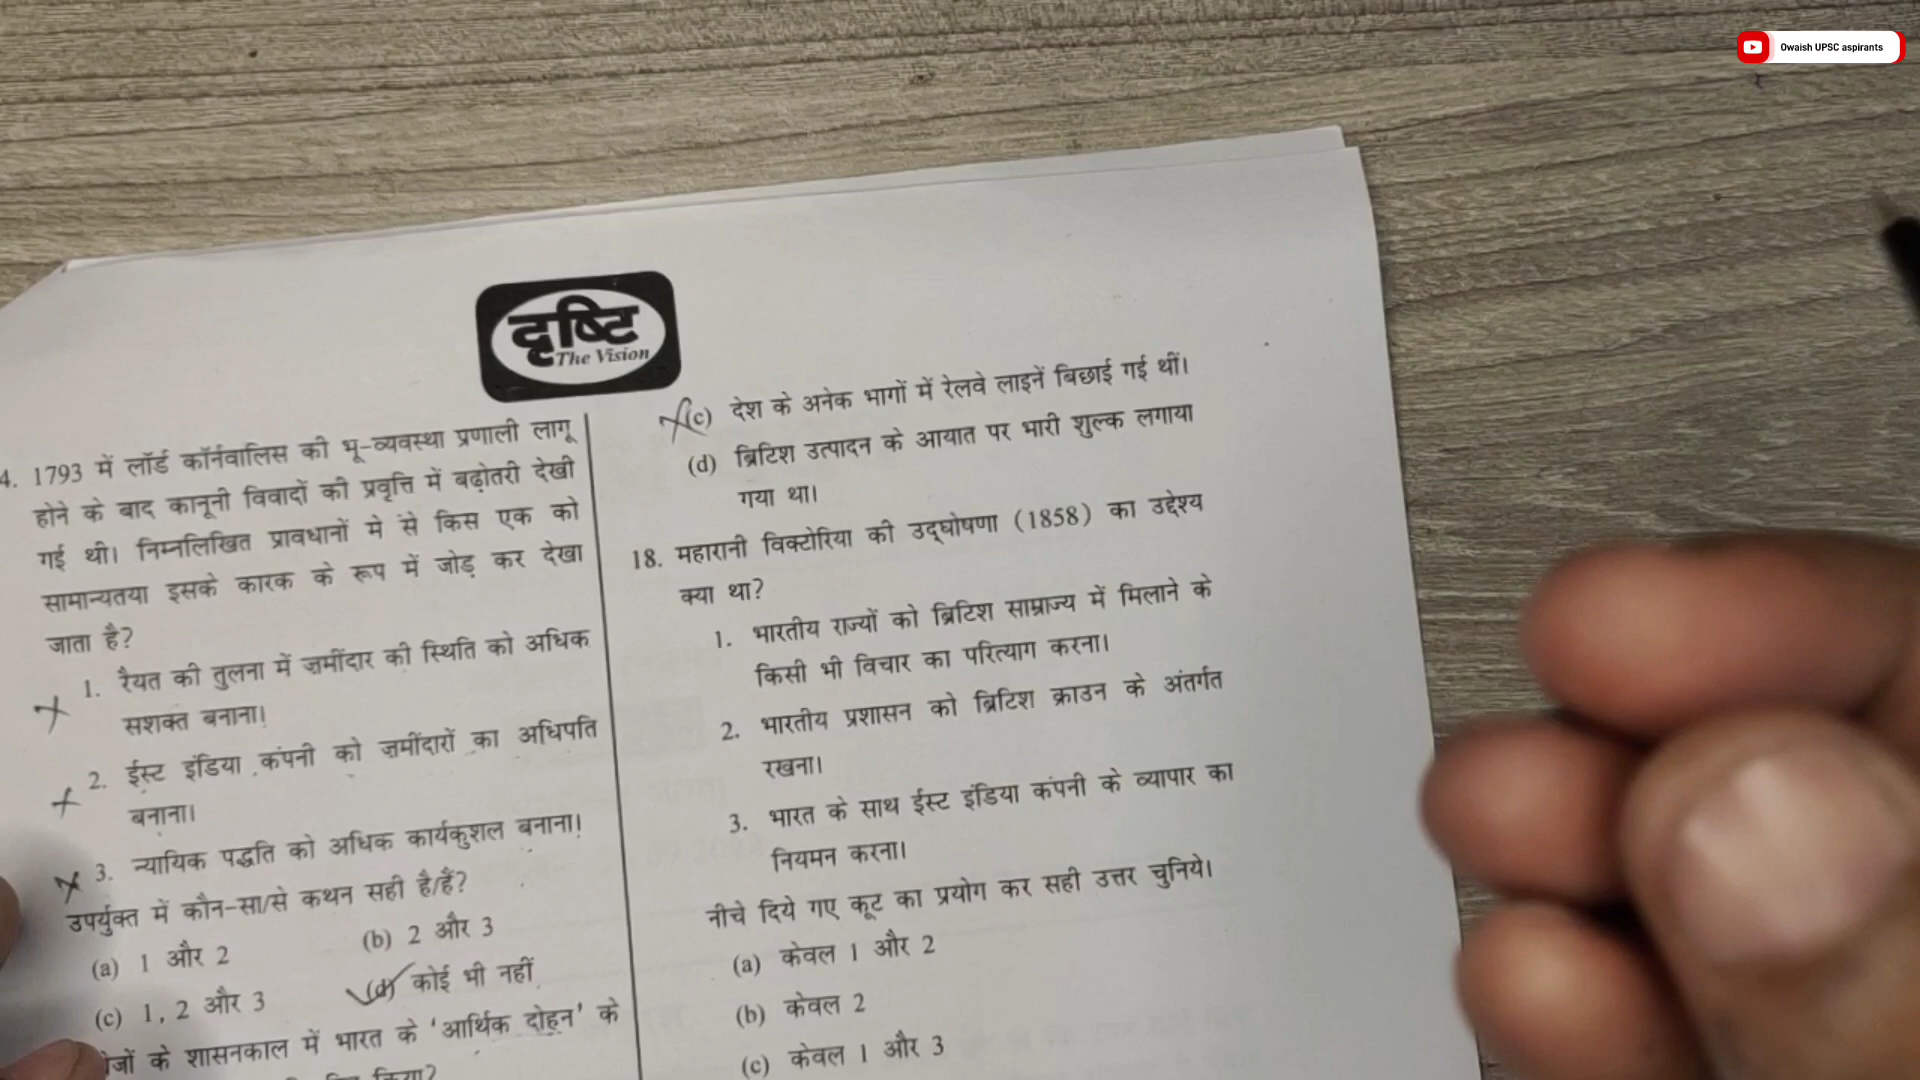 Owaish UPSC aspirants
दृष्टि
The Vision
4. 1793 में लॉर्ड कॉर्नवालिस की भू-व्यवस्था प्रणाली लागू
होने के बाद कानूनी विवादों की प्रवृत्ति में बढ़ोतरी देखी
गई थी। निम्नलिखित प्रावधानों मे से किस एक को
सामान्यतया इसके कारक के रूप में जोड़ कर देखा
जाता है?
1. रैयत की तुलना में ज़मींदार की स्थिति को अधिक
सशक्त बनाना।
2. ईस्ट इंडिया कंपनी को ज़मींदारों का अधिपति
बनाना।
3. न्यायिक पद्धति को अधिक कार्यकुशल बनाना।
उपर्युक्त में कौन-सा/से कथन सही है/हैं?
(a) 1 और 2
(b) 2 और 3
(c) 1, 2 और 3
(d) कोई भी नहीं
के शासनकाल में भारत के ‘आर्थिक दोहन’ के
(c) देश के अनेक भागों में रेलवे लाइनें बिछाई गई थीं।
(d) ब्रिटिश उत्पादन के आयात पर भारी शुल्क लगाया
गया था।
18. महारानी विक्टोरिया की उद्घोषणा (1858) का उद्देश्य
क्या था?
1. भारतीय राज्यों को ब्रिटिश साम्राज्य में मिलाने के
किसी भी विचार का परित्याग करना।
2. भारतीय प्रशासन को ब्रिटिश क्राउन के अंतर्गत
रखना।
3. भारत के साथ ईस्ट इंडिया कंपनी के व्यापार का
नियमन करना।
नीचे दिये गए कूट का प्रयोग कर सही उत्तर चुनिये।
(a) केवल 1 और 2
(b) केवल 2
(c) केवल 1 और 3